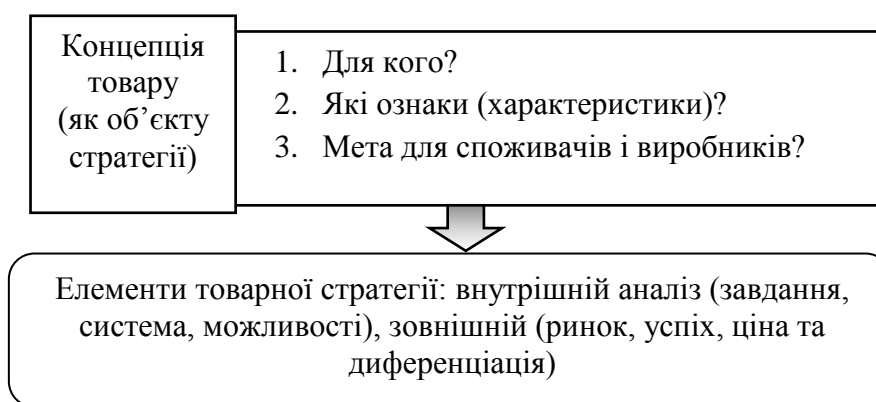 Концепція
товару
(як об’єкту
стратегії)
1. Для кого?
2. Які ознаки (характеристики)?
3. Мета для споживачів і виробників?
Елементи товарної стратегії: внутрішній аналіз (завдання,
система, можливості), зовнішній (ринок, успіх, ціна та
диференціація)